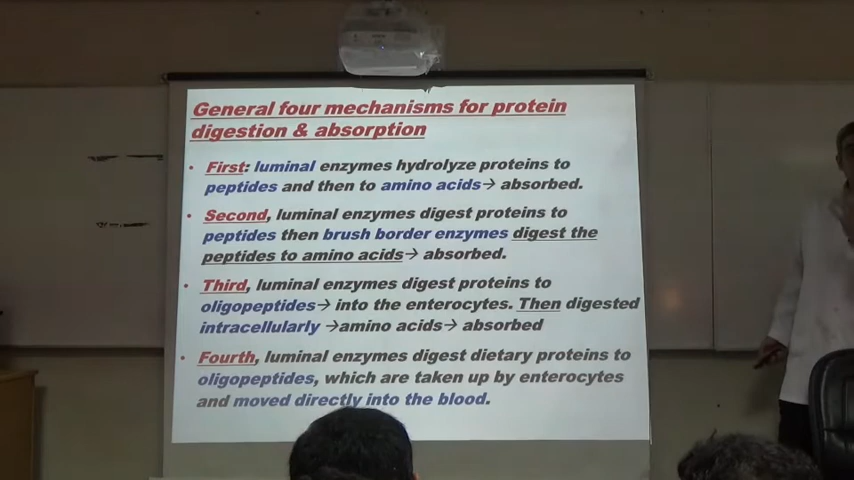 General four mechanisms for protein
digestion & absorption
• First: luminal enzymes hydrolyze proteins to
peptides and then to amino acids→ absorbed.
• Second, luminal enzymes digest proteins to
peptides then brush border enzymes digest the
peptides to amino acids→ absorbed.
• Third, luminal enzymes digest proteins to
oligopeptides→ into the enterocytes. Then digested
intracellularly →amino acids→ absorbed
• Fourth, luminal enzymes digest dietary proteins to
oligopeptides, which are taken up by enterocytes
and moved directly into the blood.